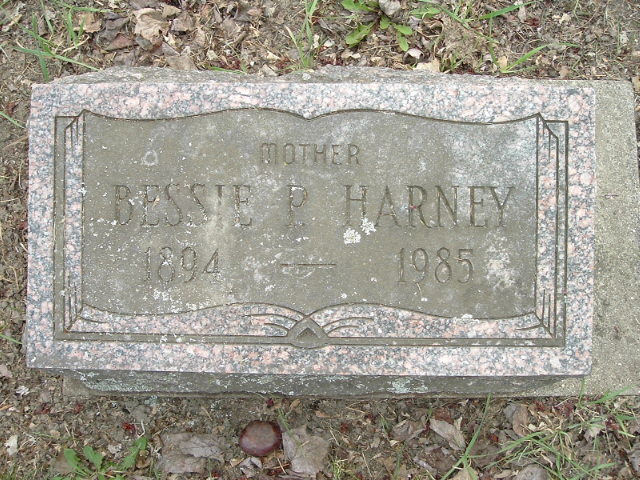 MOTHER
BESSIE P. HARNEY
1894 — 1985